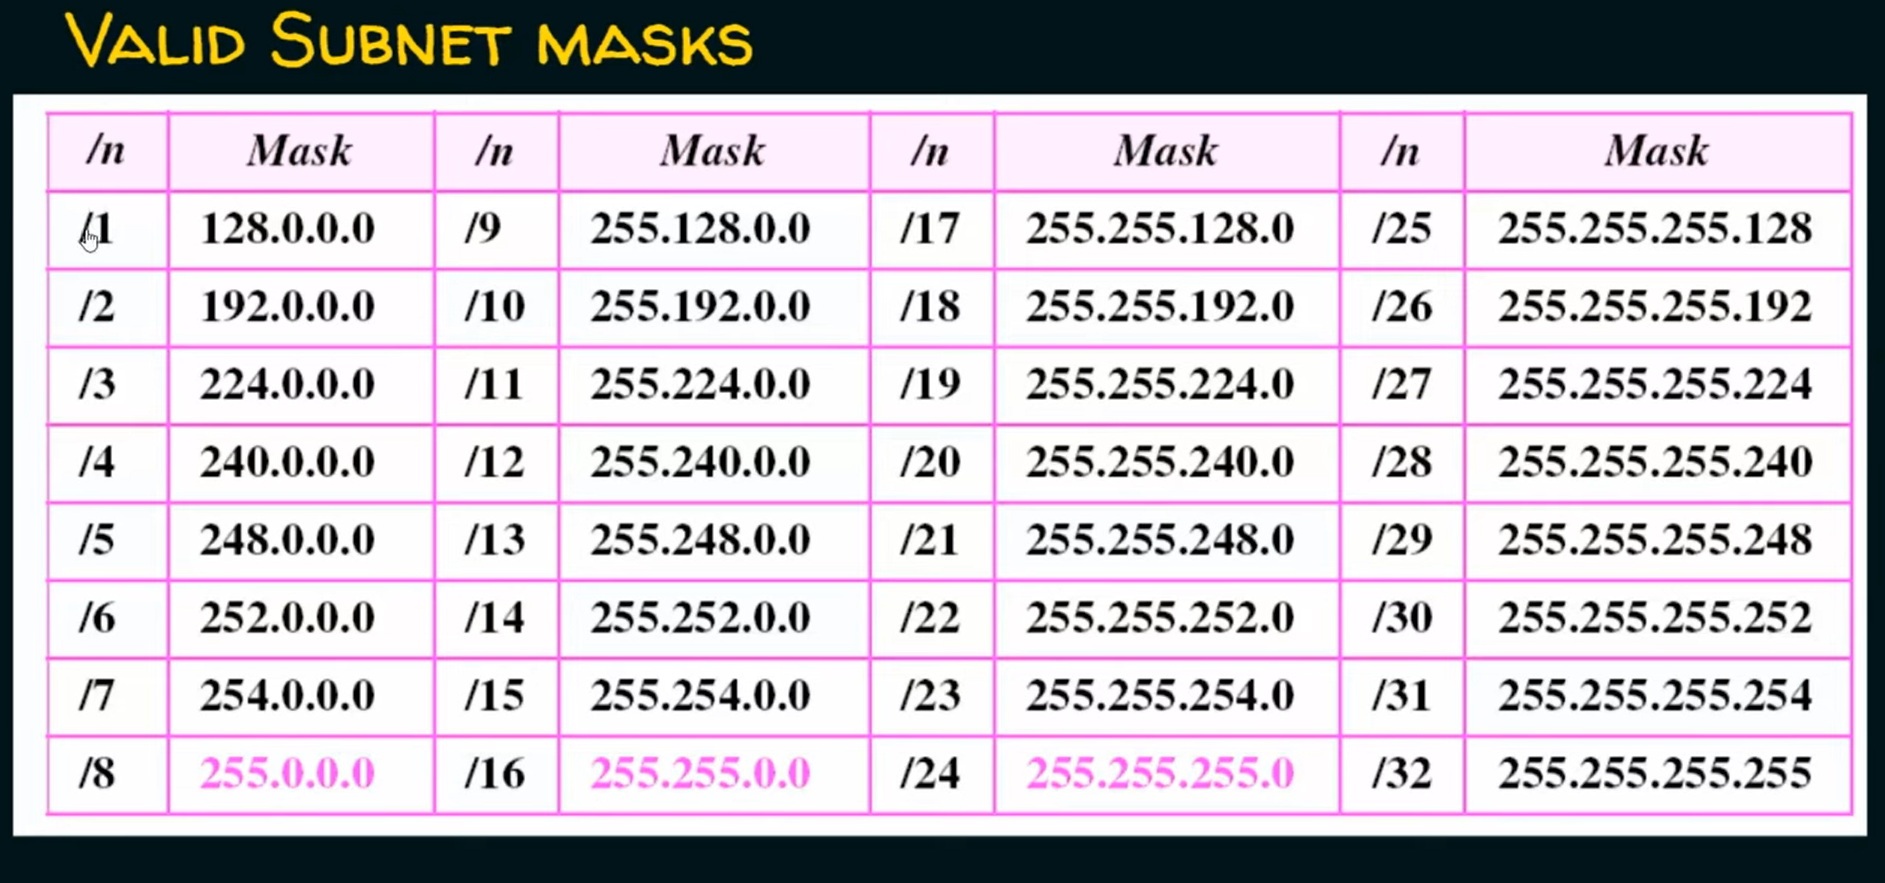 VALID SUBNET MASKS
/n Mask /n Mask /n Mask /n Mask
/1 128.0.0.0 /9 255.128.0.0 /17 255.255.128.0 /25 255.255.255.128
/2 192.0.0.0 /10 255.192.0.0 /18 255.255.192.0 /26 255.255.255.192
/3 224.0.0.0 /11 255.224.0.0 /19 255.255.224.0 /27 255.255.255.224
/4 240.0.0.0 /12 255.240.0.0 /20 255.255.240.0 /28 255.255.255.240
/5 248.0.0.0 /13 255.248.0.0 /21 255.255.248.0 /29 255.255.255.248
/6 252.0.0.0 /14 255.252.0.0 /22 255.255.252.0 /30 255.255.255.252
/7 254.0.0.0 /15 255.254.0.0 /23 255.255.254.0 /31 255.255.255.254
/8 255.0.0.0 /16 255.255.0.0 /24 255.255.255.0 /32 255.255.255.255